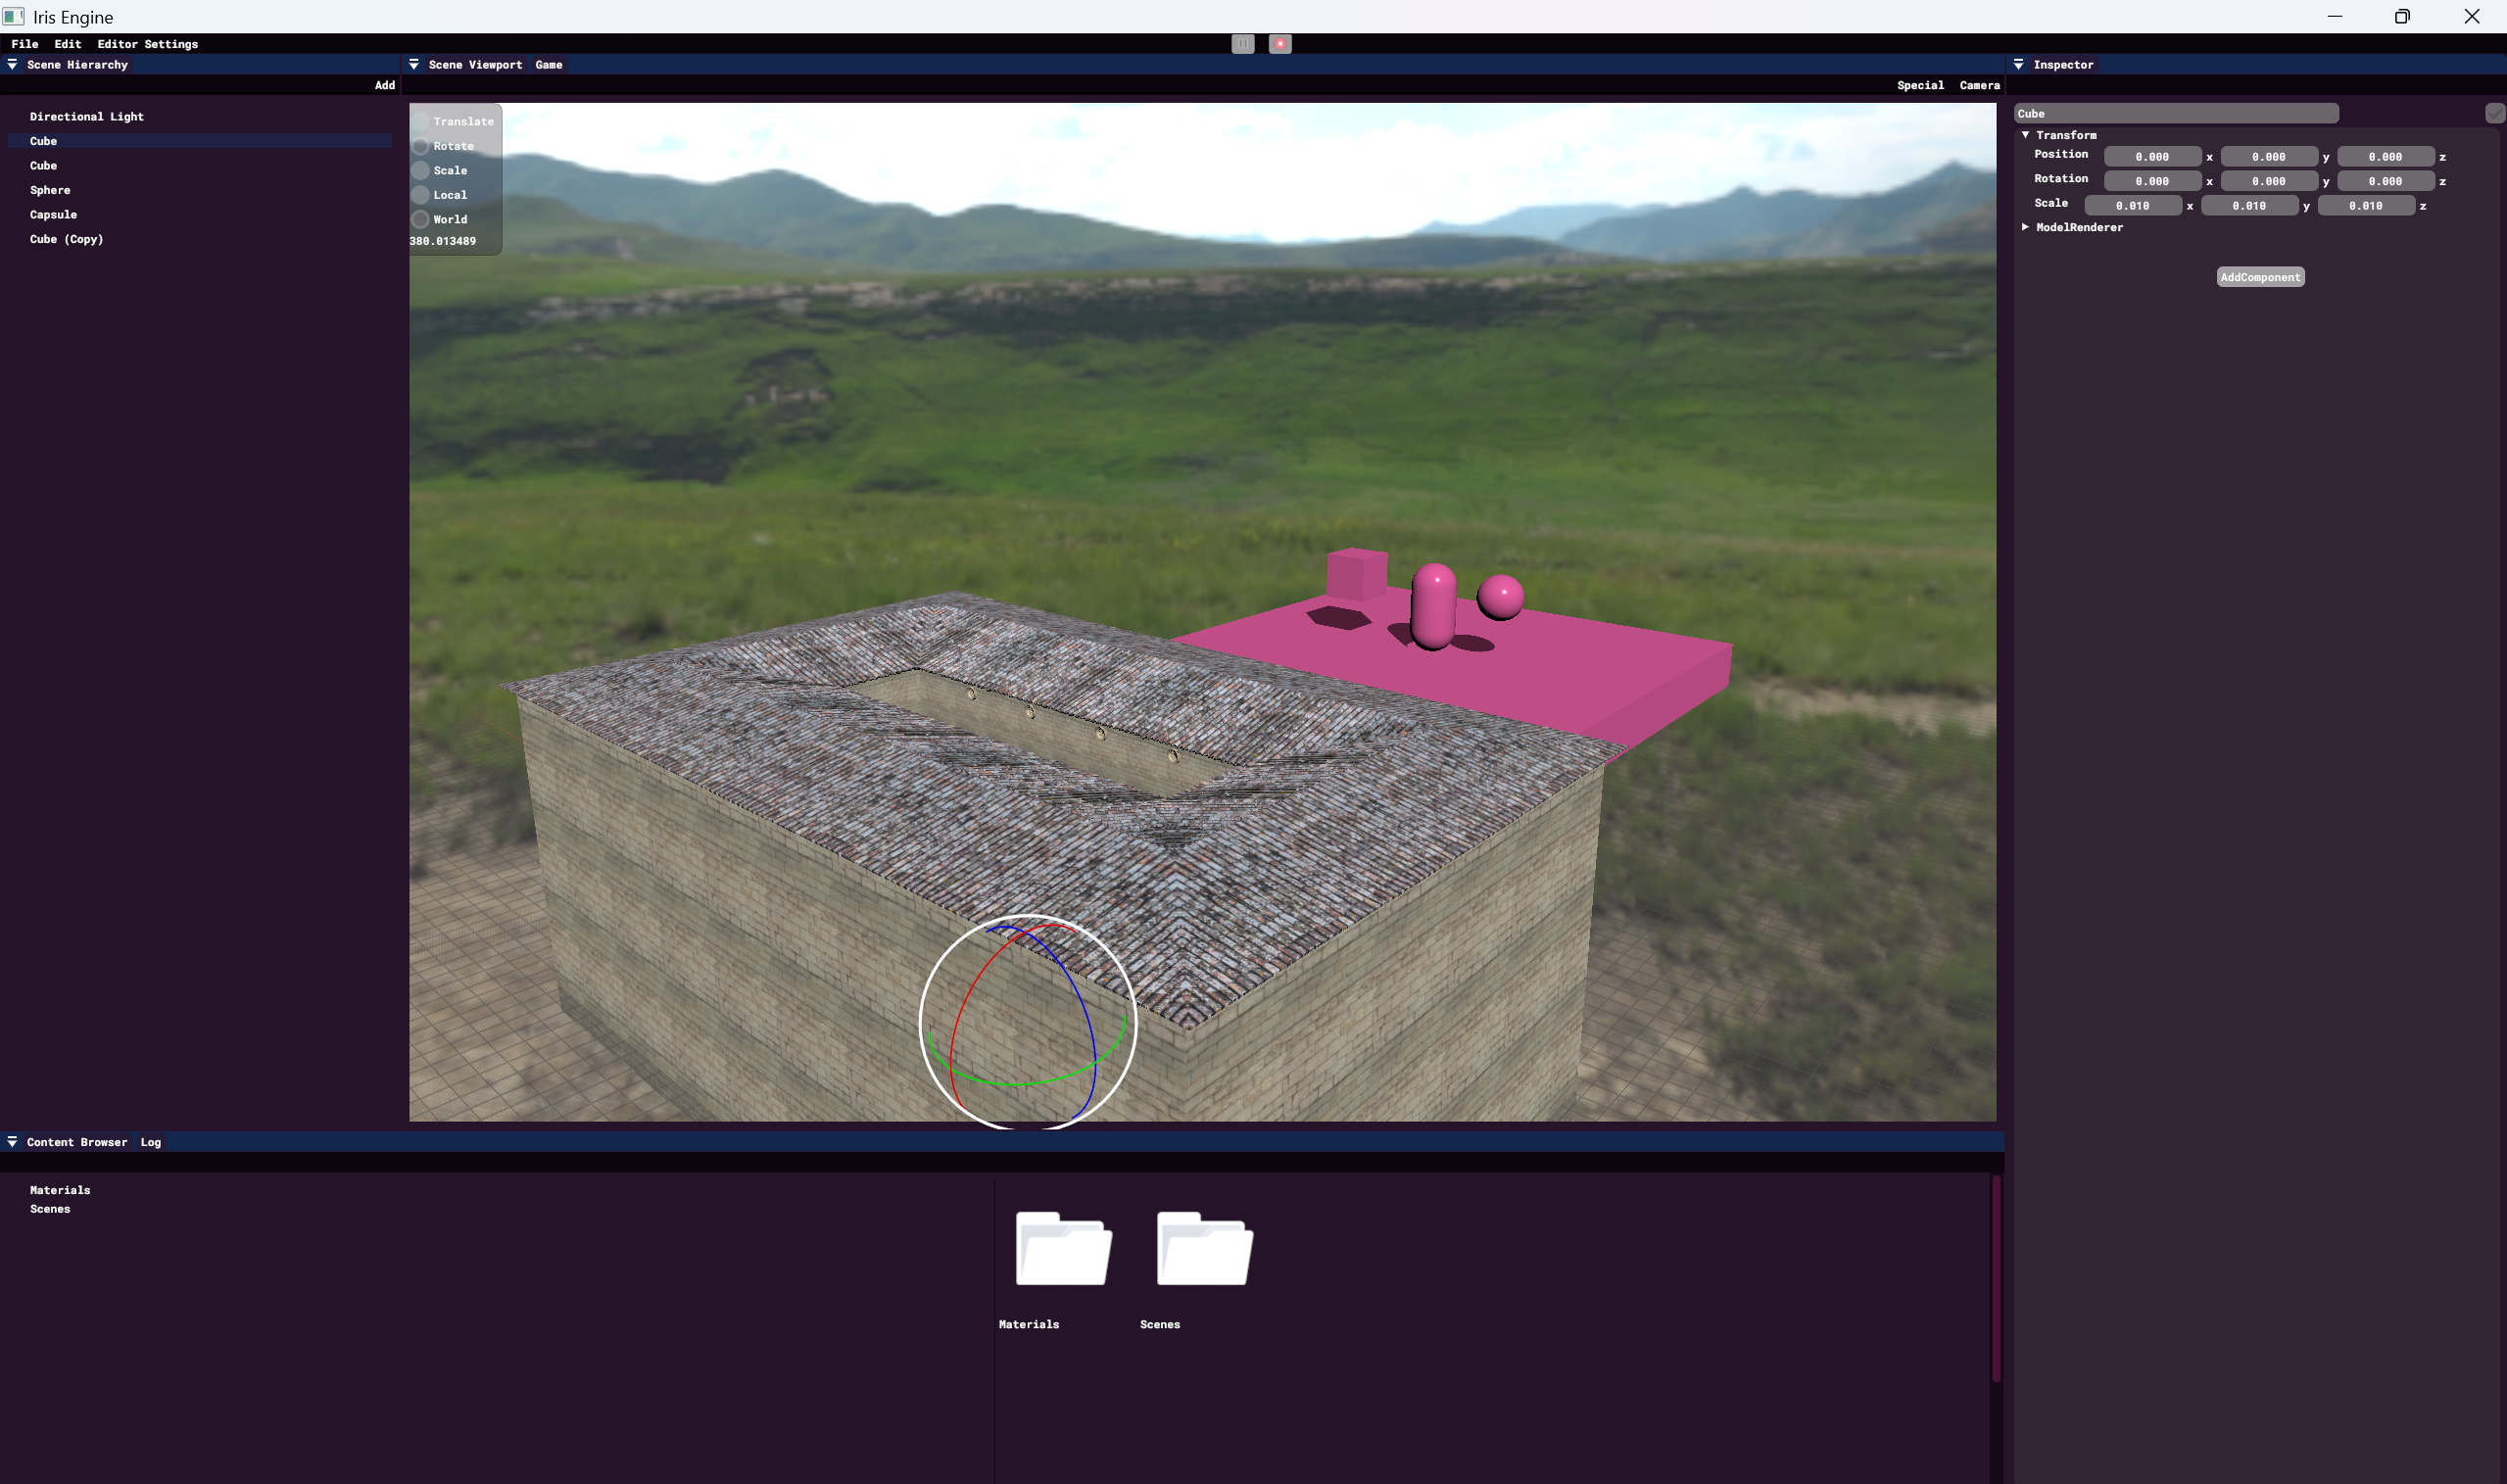 Iris Engine
File Edit Editor Settings
Scene Hierarchy
Add
Directional Light
Cube
Cube
Sphere
Capsule
Cube (Copy)
Scene Viewport Game
Special Camera
Translate
Rotate
Scale
Local
World
380.013489
Inspector
Cube
Transform
Position 0.000 x 0.000 y 0.000 z
Rotation 0.000 x 0.000 y 0.000 z
Scale 0.010 x 0.010 y 0.010 z
ModelRenderer
AddComponent
Content Browser Log
Materials
Scenes
Materials Scenes